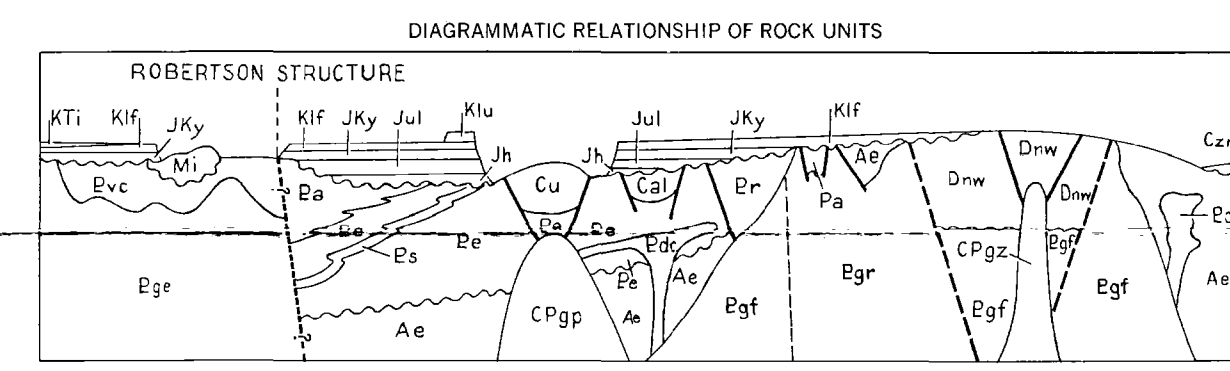 DIAGRAMMATIC RELATIONSHIP OF ROCK UNITS
ROBERTSON STRUCTURE
KTi Klf JKy Klf JKy Jul Klu Jul JKy Klf
Mi Jh Jh Ae Dnw Czr
Pvc Pa Cu Cal Pr Pa Dnw Dnw
Pe Pe Pa Pe Pdc CPgz Pgf
Pge Ps Pe Ae Pgr Pgf Ae
Ae CPgp Ae Pgf Pgf